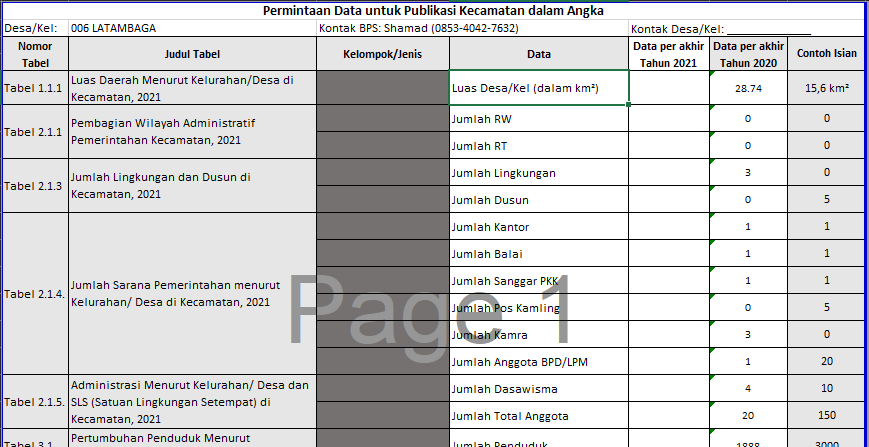 Permintaan Data untuk Publikasi Kecamatan dalam Angka
Desa/Kel: 006 LATAMBAGA Kontak BPS: Shamad (0853-4042-7632) Kontak Desa/Kel: _______________
Nomor Tabel Judul Tabel Kelompok/Jenis Data Data per akhir Tahun 2021 Data per akhir Tahun 2020 Contoh Isian
Tabel 1.1.1 Luas Daerah Menurut Kelurahan/Desa di Kecamatan, 2021 Luas Desa/Kel (dalam km²) 28.74 15,6 km²
Tabel 2.1.1 Pembagian Wilayah Administratif Pemerintahan Kecamatan, 2021 Jumlah RW 0 0
Jumlah RT 0 0
Tabel 2.1.3 Jumlah Lingkungan dan Dusun di Kecamatan, 2021 Jumlah Lingkungan 3 0
Jumlah Dusun 0 5
Tabel 2.1.4. Jumlah Sarana Pemerintahan menurut Kelurahan/ Desa di Kecamatan, 2021 Jumlah Kantor 1 1
Jumlah Balai 1 1
Jumlah Sanggar PKK 1 1
Jumlah Pos Kamling 0 5
Jumlah Kamra 3 0
Jumlah Anggota BPD/LPM 1 20
Tabel 2.1.5. Administrasi Menurut Kelurahan/ Desa dan SLS (Satuan Lingkungan Setempat) di Kecamatan, 2021 Jumlah Dasawisma 4 10
Jumlah Total Anggota 20 150
Tabel 3.1 Pertumbuhan Penduduk Menurut Jumlah Penduduk 1888 3000
Page 1